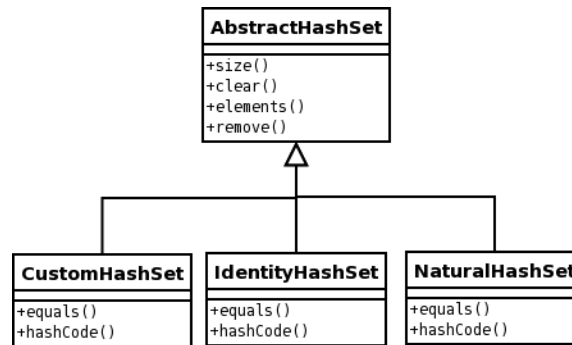 AbstractHashSet
+size()
+clear()
+elements()
+remove()
CustomHashSet
+equals()
+hashCode()
IdentityHashSet
+equals()
+hashCode()
NaturalHashSet
+equals()
+hashCode()